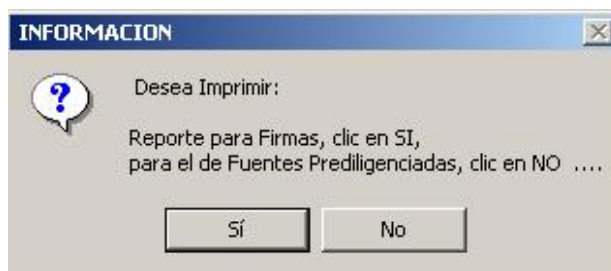 INFORMACION
Desea Imprimir:
Reporte para Firmas, clic en SI,
para el de Fuentes Prediligenciadas, clic en NO ....
Sí
No